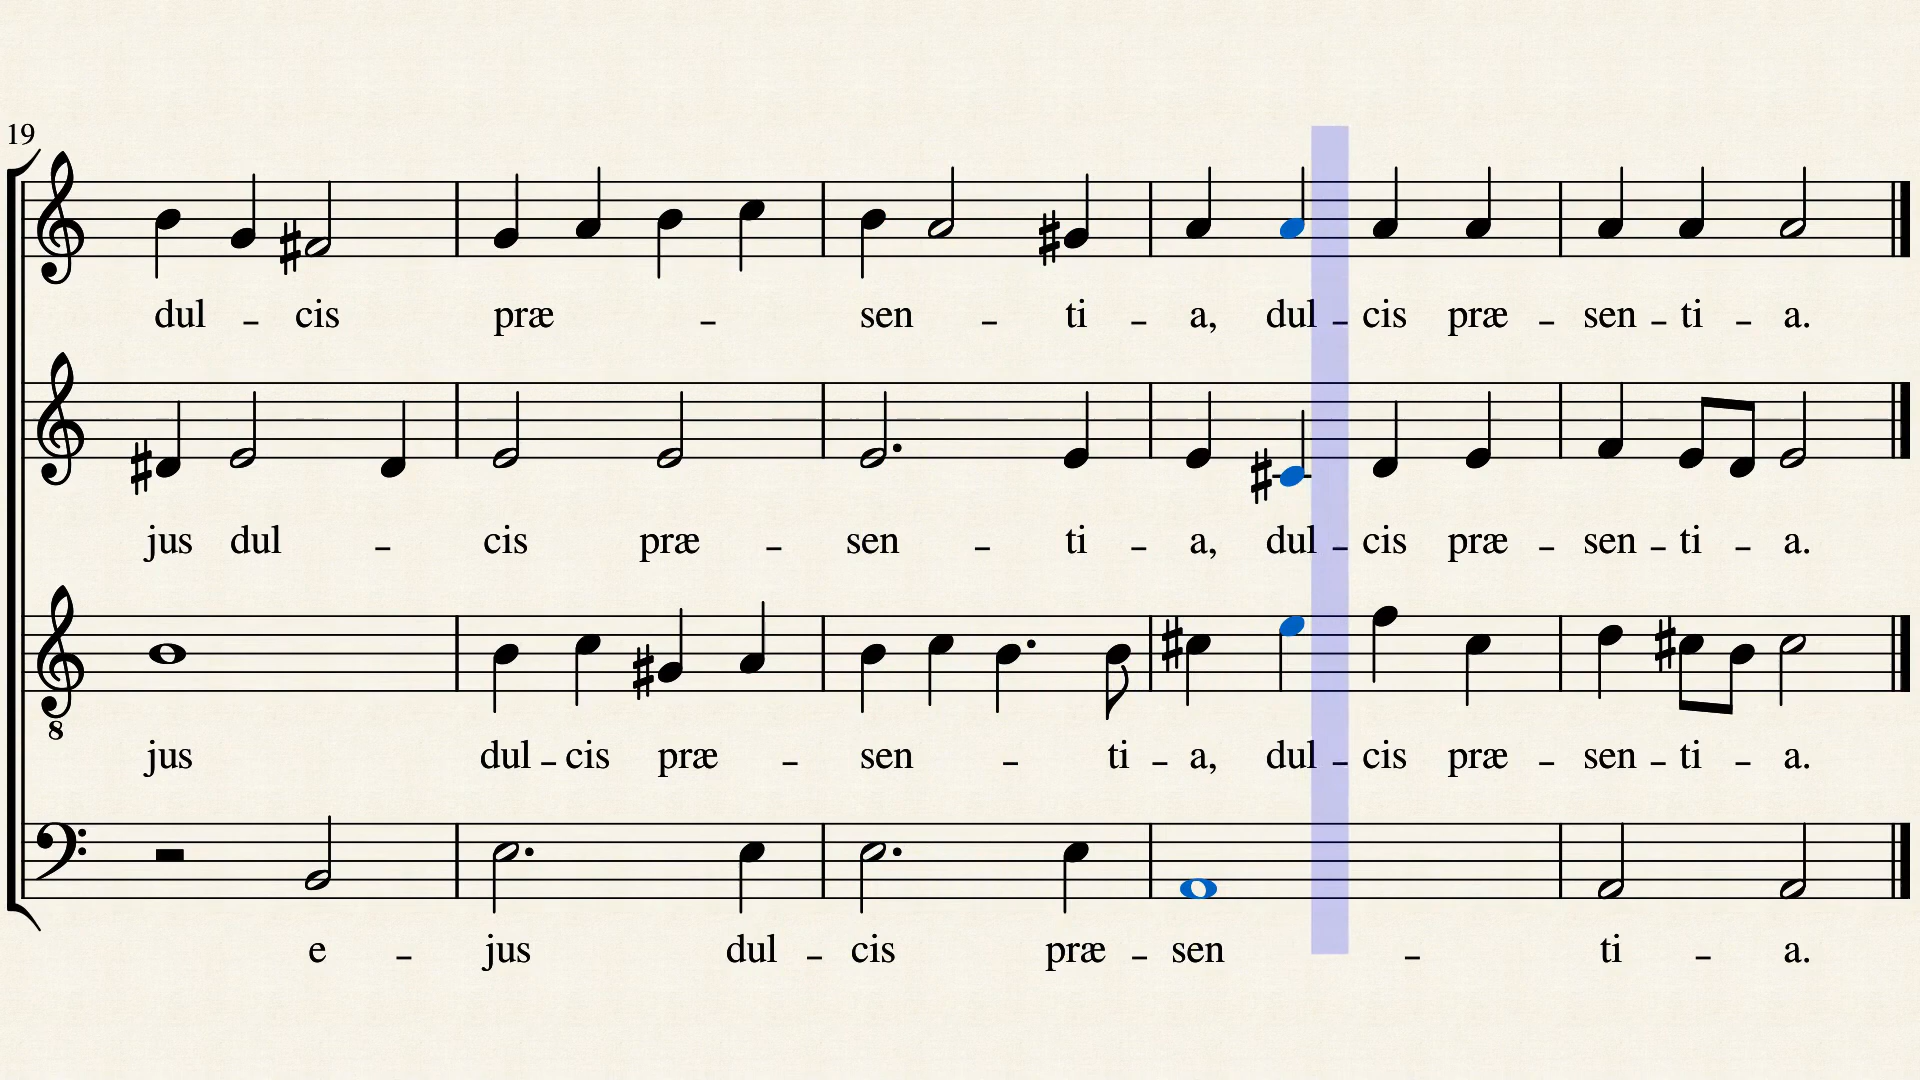 19
dul - cis præ - sen - ti - a, dul - cis præ - sen - ti - a.
jus dul - cis præ - sen - ti - a, dul - cis præ - sen - ti - a.
8
jus dul - cis præ - sen - ti - a, dul - cis præ - sen - ti - a.
e - jus dul - cis præ - sen - ti - a.